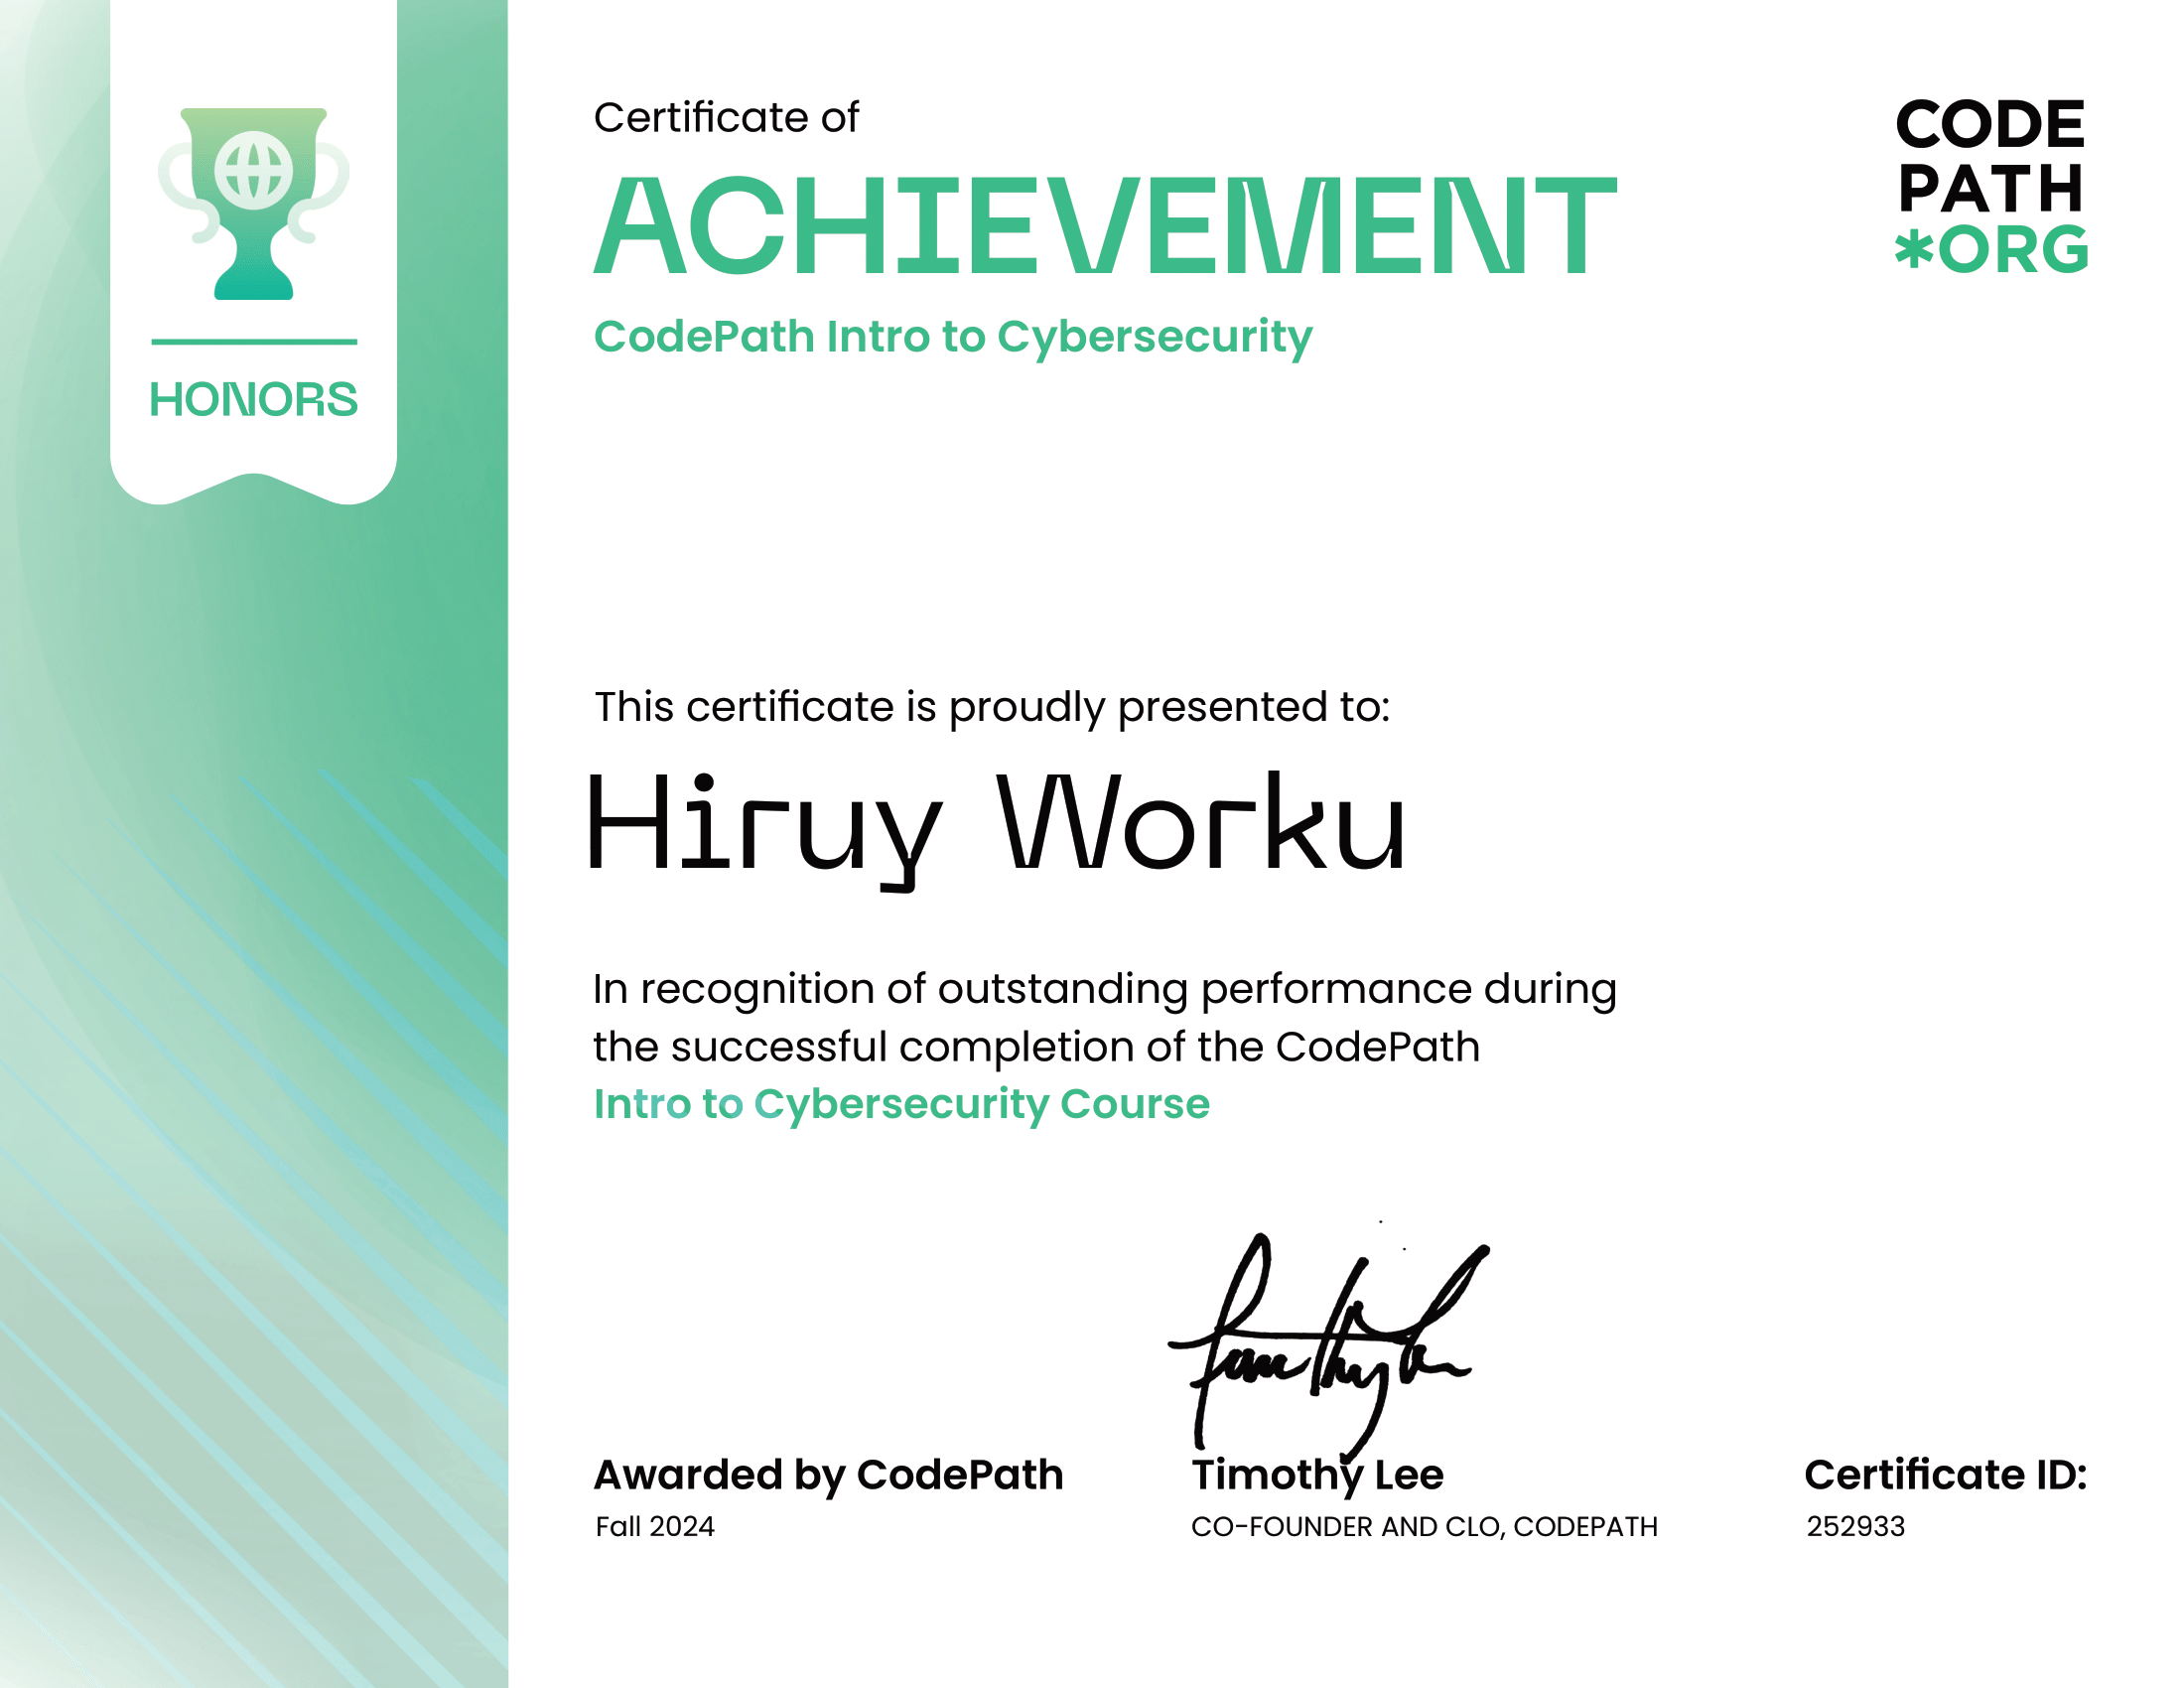 HONORS
Certificate of
ACHIEVEMENT
CodePath Intro to Cybersecurity
CODE
PATH
*ORG
This certificate is proudly presented to:
Hiruy Worku
In recognition of outstanding performance during
the successful completion of the CodePath
Intro to Cybersecurity Course
Timothy Lee
Awarded by CodePath
Fall 2024
Timothy Lee
CO-FOUNDER AND CLO, CODEPATH
Certificate ID:
252933